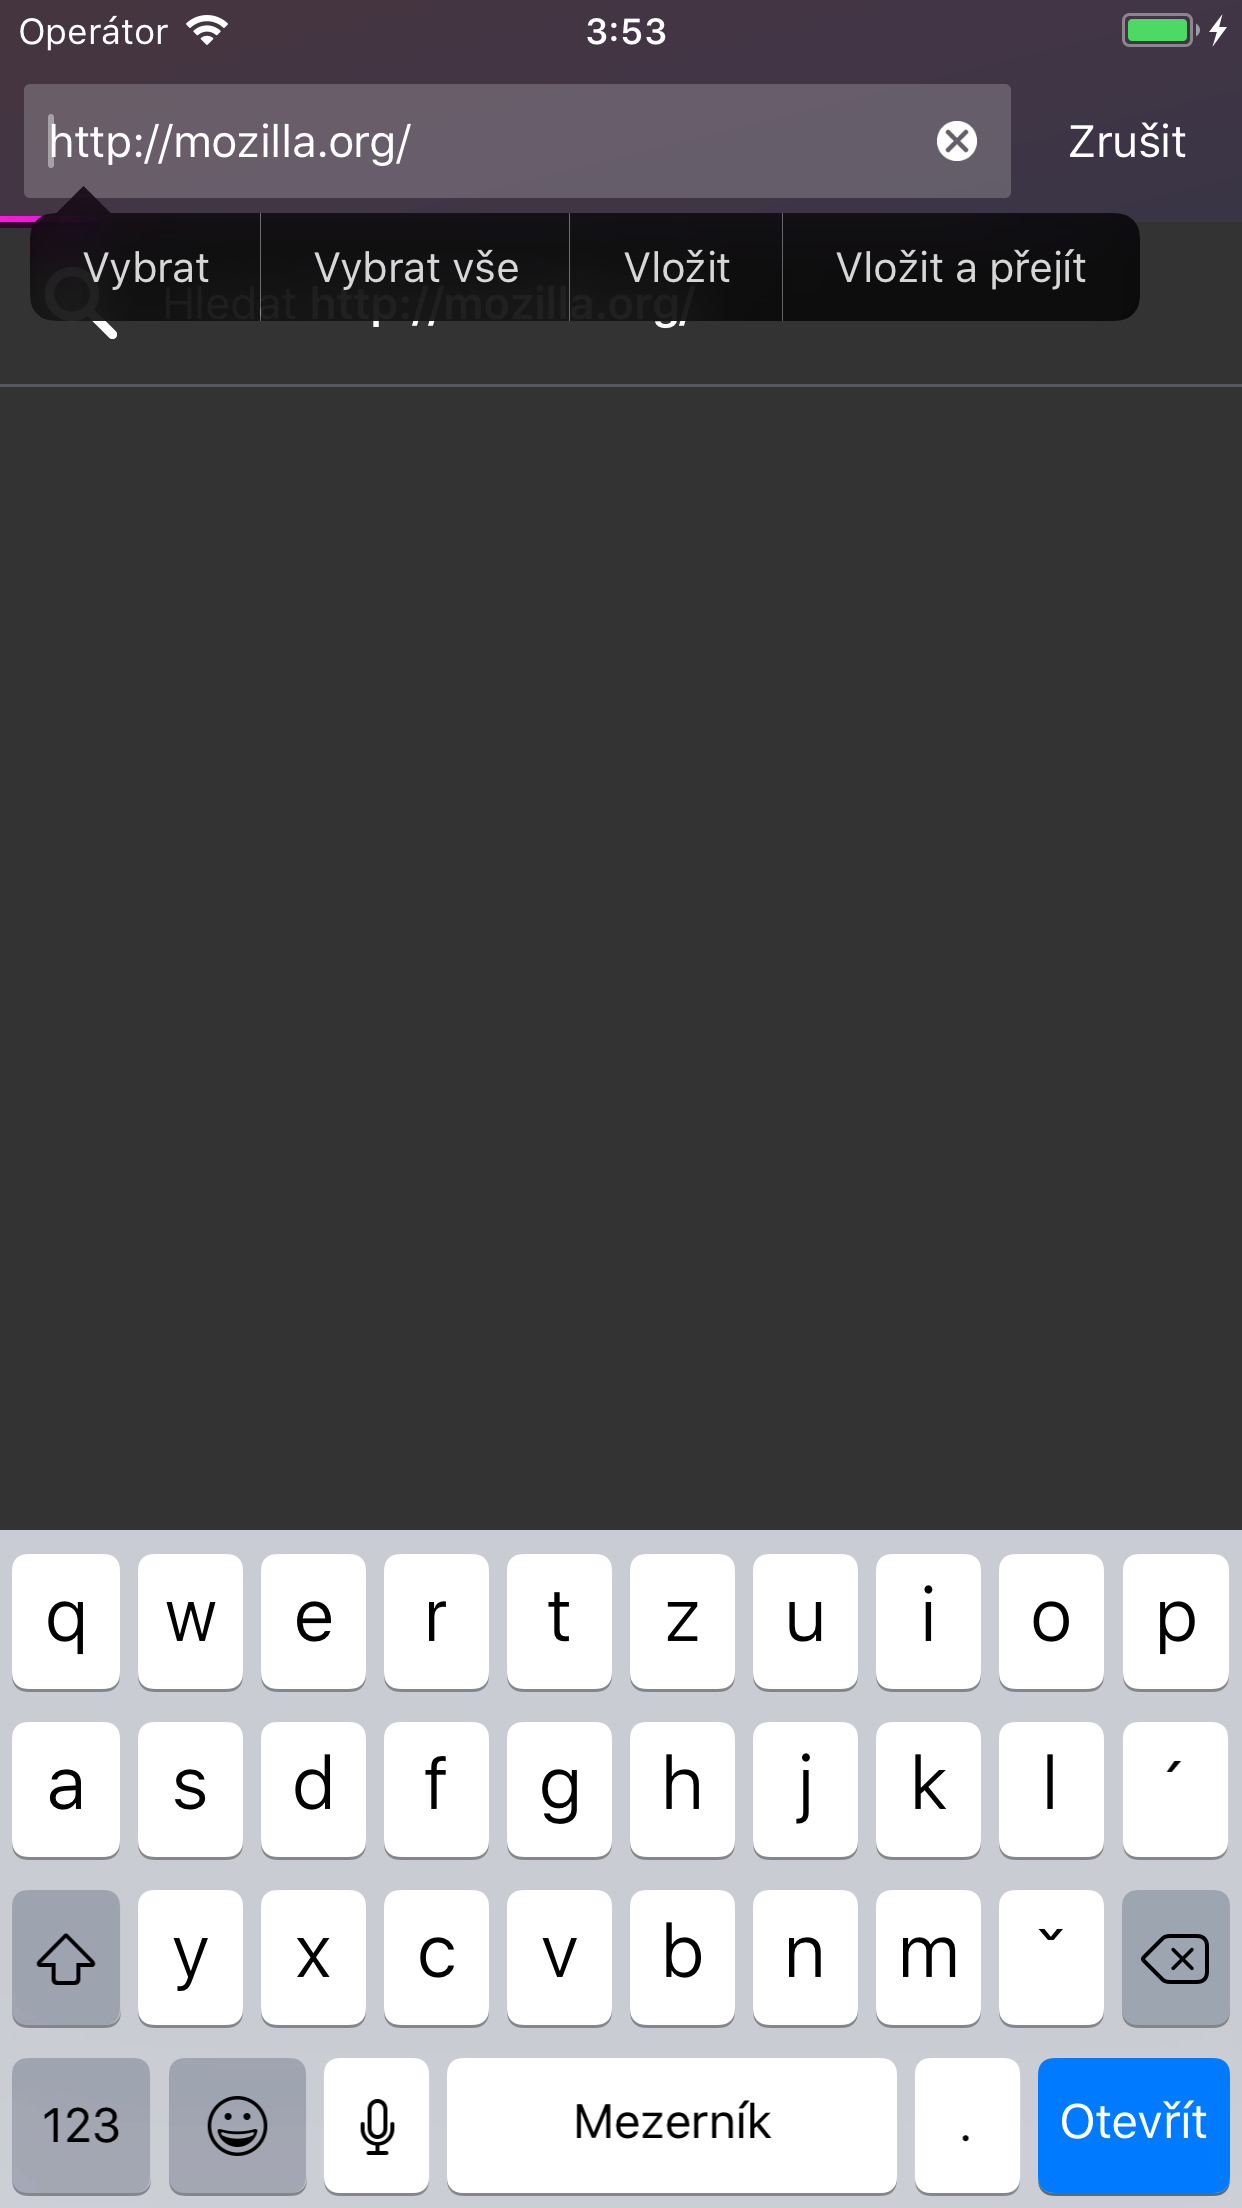 Operátor 3:53
http://mozilla.org/ Zrušit
Vybrat Vybrat vše Vložit Vložit a přejít
Hledat http://mozilla.org/
q w e r t z u i o p
a s d f g h j k l ´
y x c v b n m ˇ
123 Mezerník . Otevřít